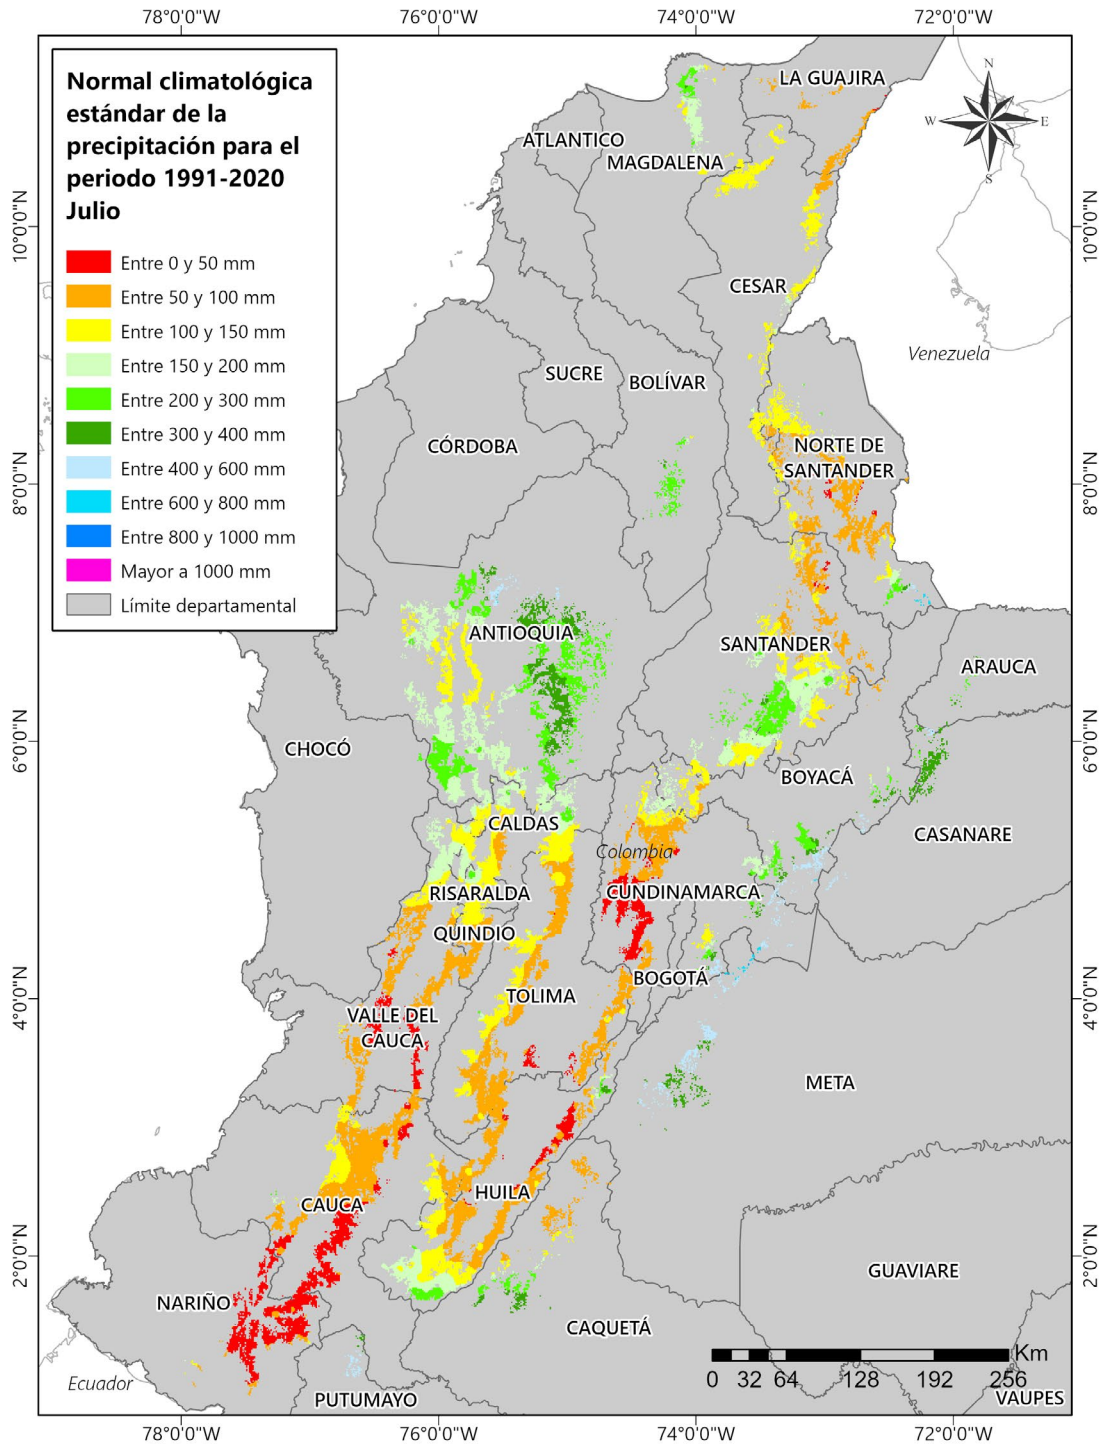 78°0'0"W
76°0'0"W
74°0'0"W
72°0'0"W
Normal climatológica
estándar de la
precipitación para el
periodo 1991-2020
Julio
Entre 0 y 50 mm
Entre 50 y 100 mm
Entre 100 y 150 mm
Entre 150 y 200 mm
Entre 200 y 300 mm
Entre 300 y 400 mm
Entre 400 y 600 mm
Entre 600 y 800 mm
Entre 800 y 1000 mm
Mayor a 1000 mm
Límite departamental
N
W
E
S
LA GUAJIRA
ATLANTICO
MAGDALENA
10°0'0"N
10°0'0"N
CESAR
Venezuela
SUCRE
BOLÍVAR
CÓRDOBA
NORTE DE
SANTANDER
8°0'0"N
8°0'0"N
ANTIOQUIA
SANTANDER
ARAUCA
6°0'0"N
6°0'0"N
CHOCÓ
BOYACÁ
CALDAS
CASANARE
Colombia
RISARALDA
CUNDINAMARCA
QUINDIO
BOGOTÁ
TOLIMA
4°0'0"N
4°0'0"N
VALLE DEL
CAUCA
META
HUILA
CAUCA
2°0'0"N
2°0'0"N
GUAVIARE
NARIÑO
CAQUETÁ
Km
0 32 64 128 192 256
Ecuador
PUTUMAYO
VAUPES
78°0'0"W
76°0'0"W
74°0'0"W
72°0'0"W